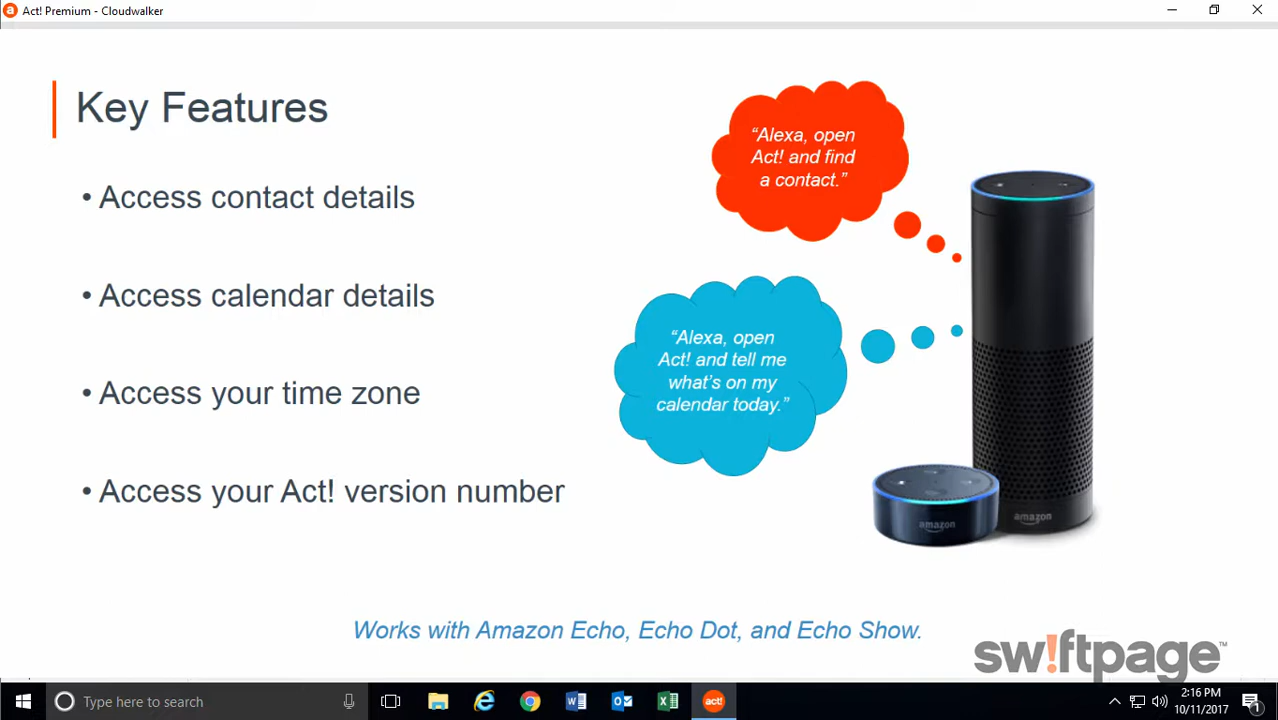 Act! Premium - Cloudwalker
Key Features
• Access contact details
• Access calendar details
• Access your time zone
• Access your Act! version number
“Alexa, open
Act! and find
a contact.”
“Alexa, open
Act! and tell me
what’s on my
calendar today.”
amazon
amazon
Works with Amazon Echo, Echo Dot, and Echo Show.
sw!ftpage™
Type here to search
act!
2:16 PM
10/11/2017
1